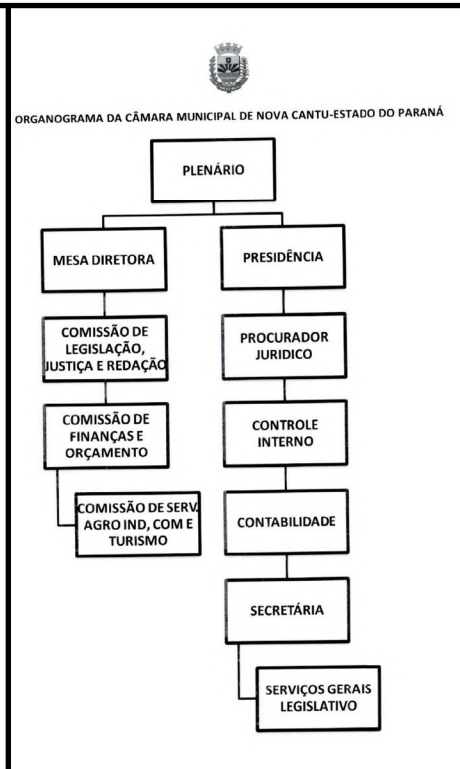 ORGANOGRAMA DA CÂMARA MUNICIPAL DE NOVA CANTU-ESTADO DO PARANÁ
PLENÁRIO
MESA DIRETORA
PRESIDÊNCIA
COMISSÃO DE
LEGISLAÇÃO,
JUSTIÇA E REDAÇÃO
PROCURADOR
JURIDICO
COMISSÃO DE
FINANÇAS E
ORÇAMENTO
CONTROLE
INTERNO
COMISSÃO DE SERV.
AGRO IND, COM E
TURISMO
CONTABILIDADE
SECRETÁRIA
SERVIÇOS GERAIS
LEGISLATIVO